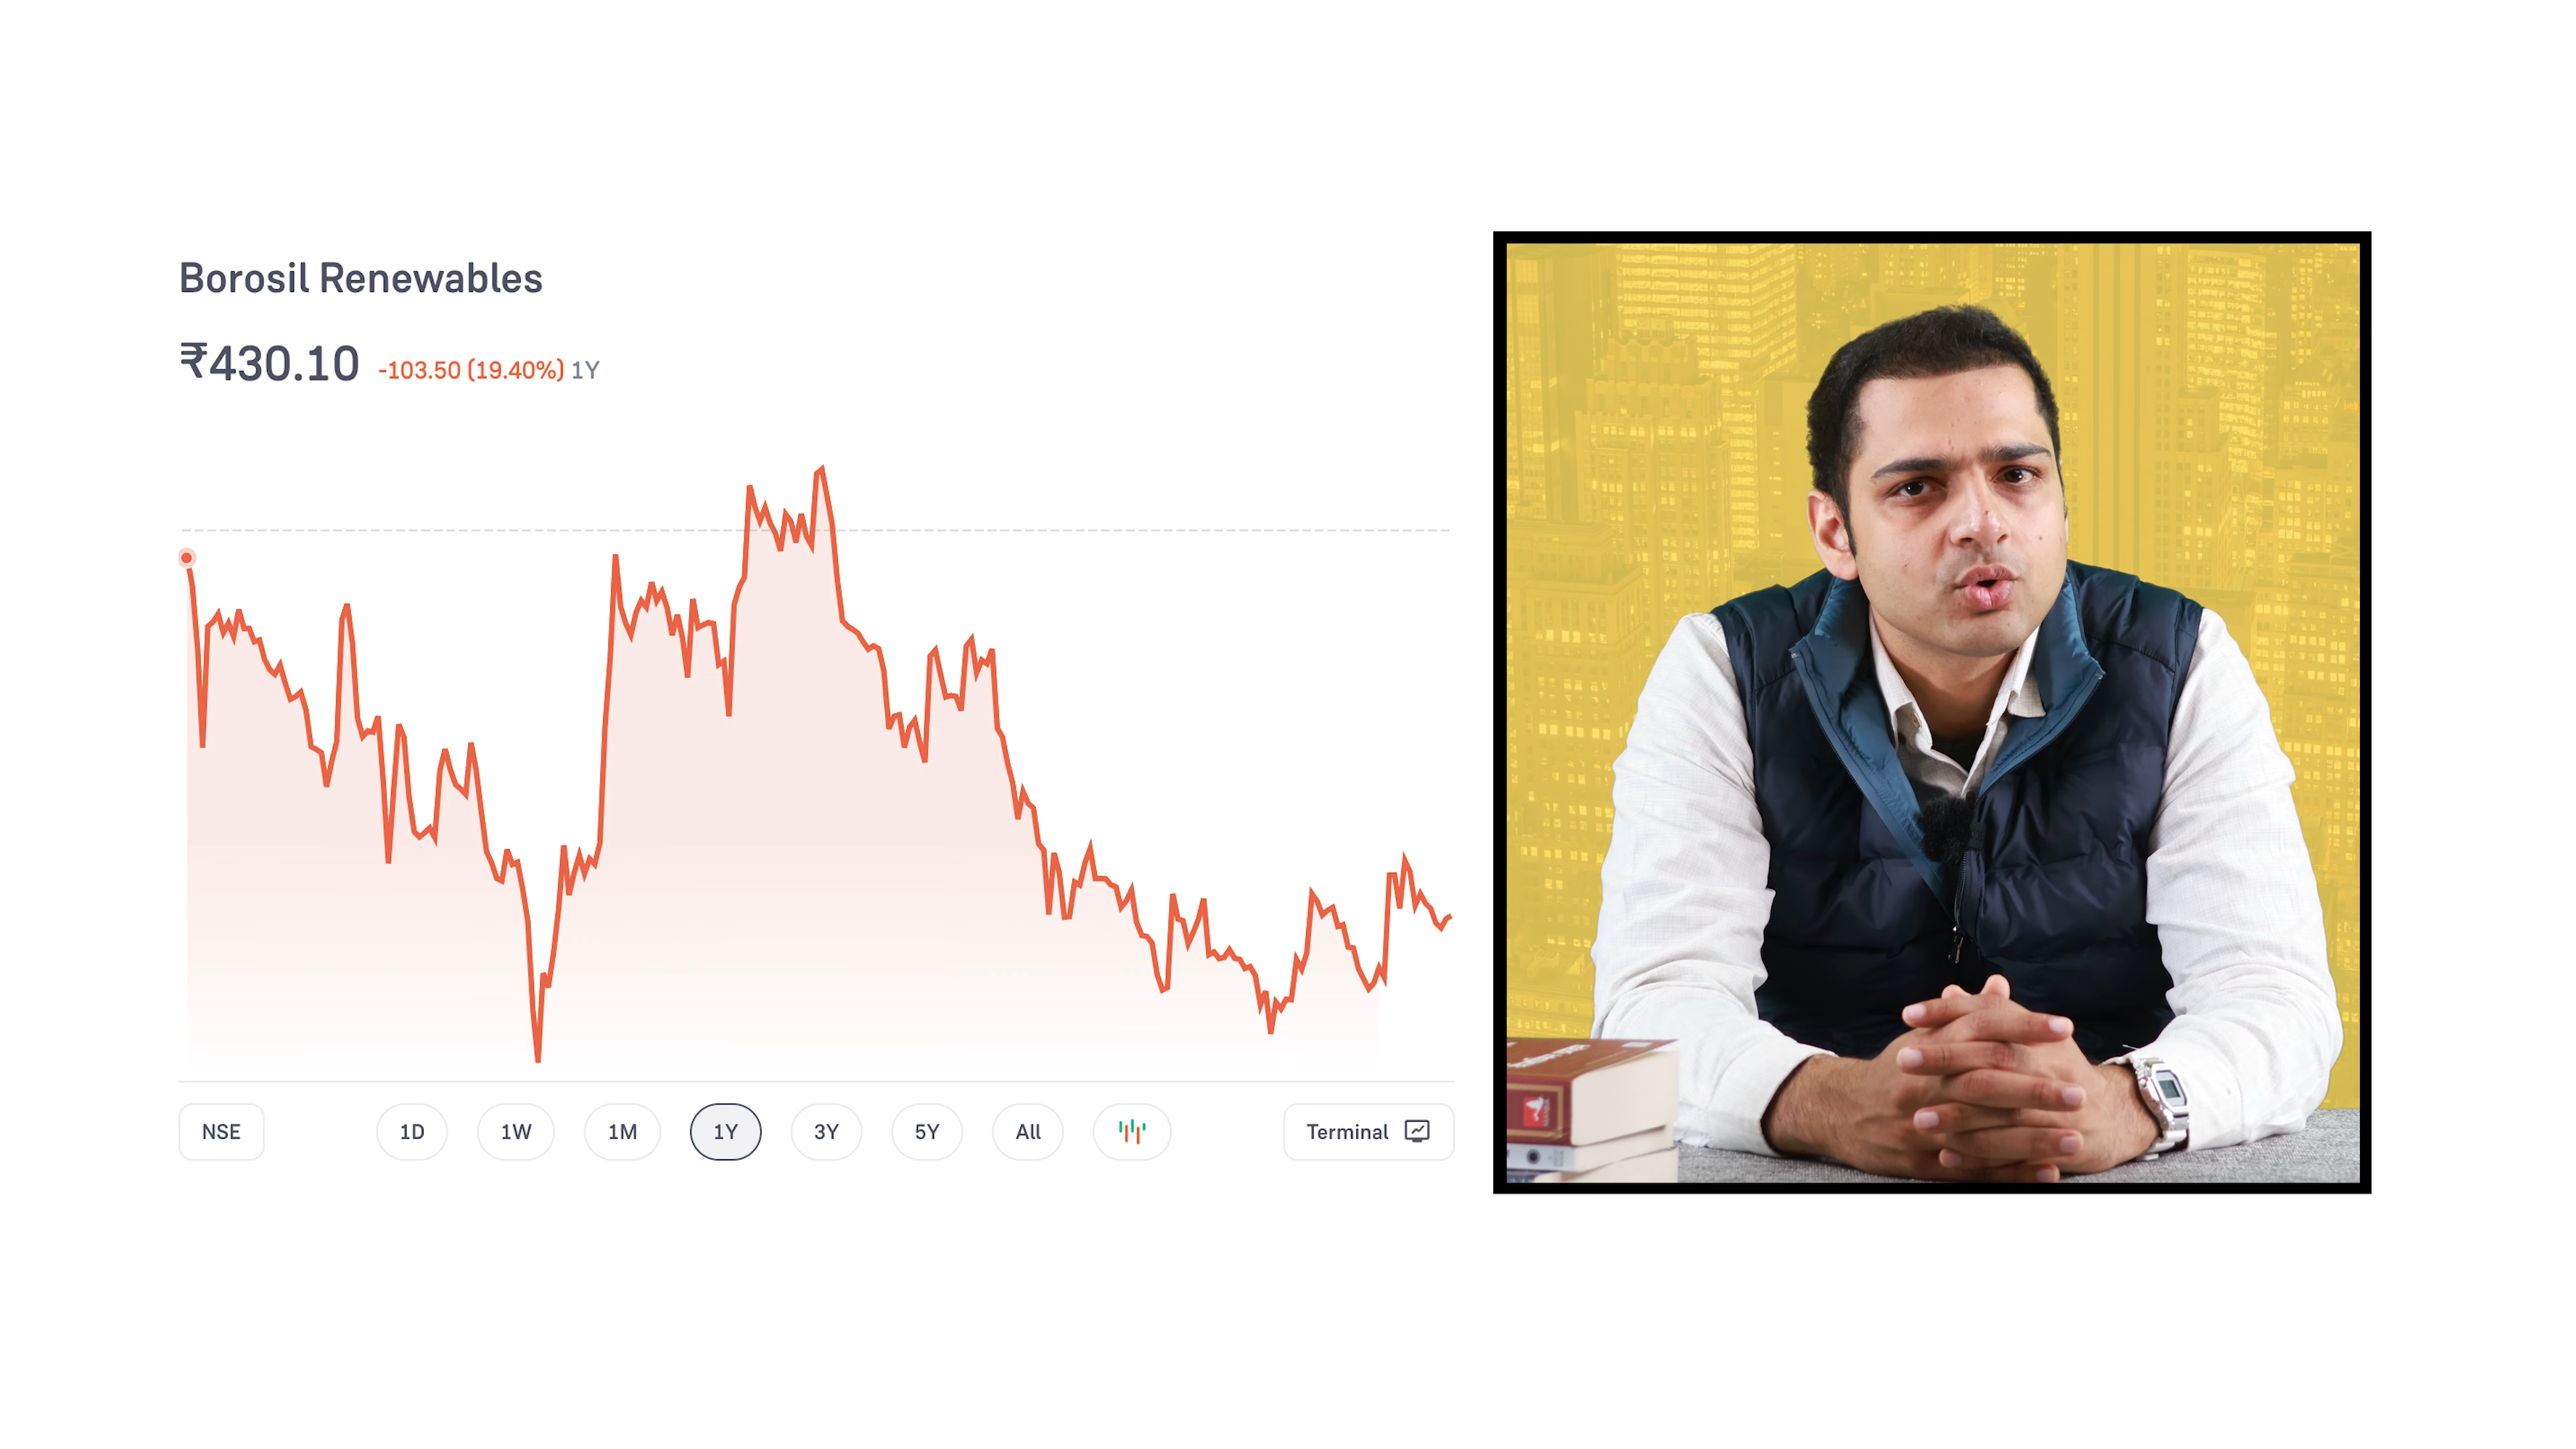 Borosil Renewables
₹430.10 -103.50 (19.40%) 1Y
NSE 1D 1W 1M 1Y 3Y 5Y All Terminal